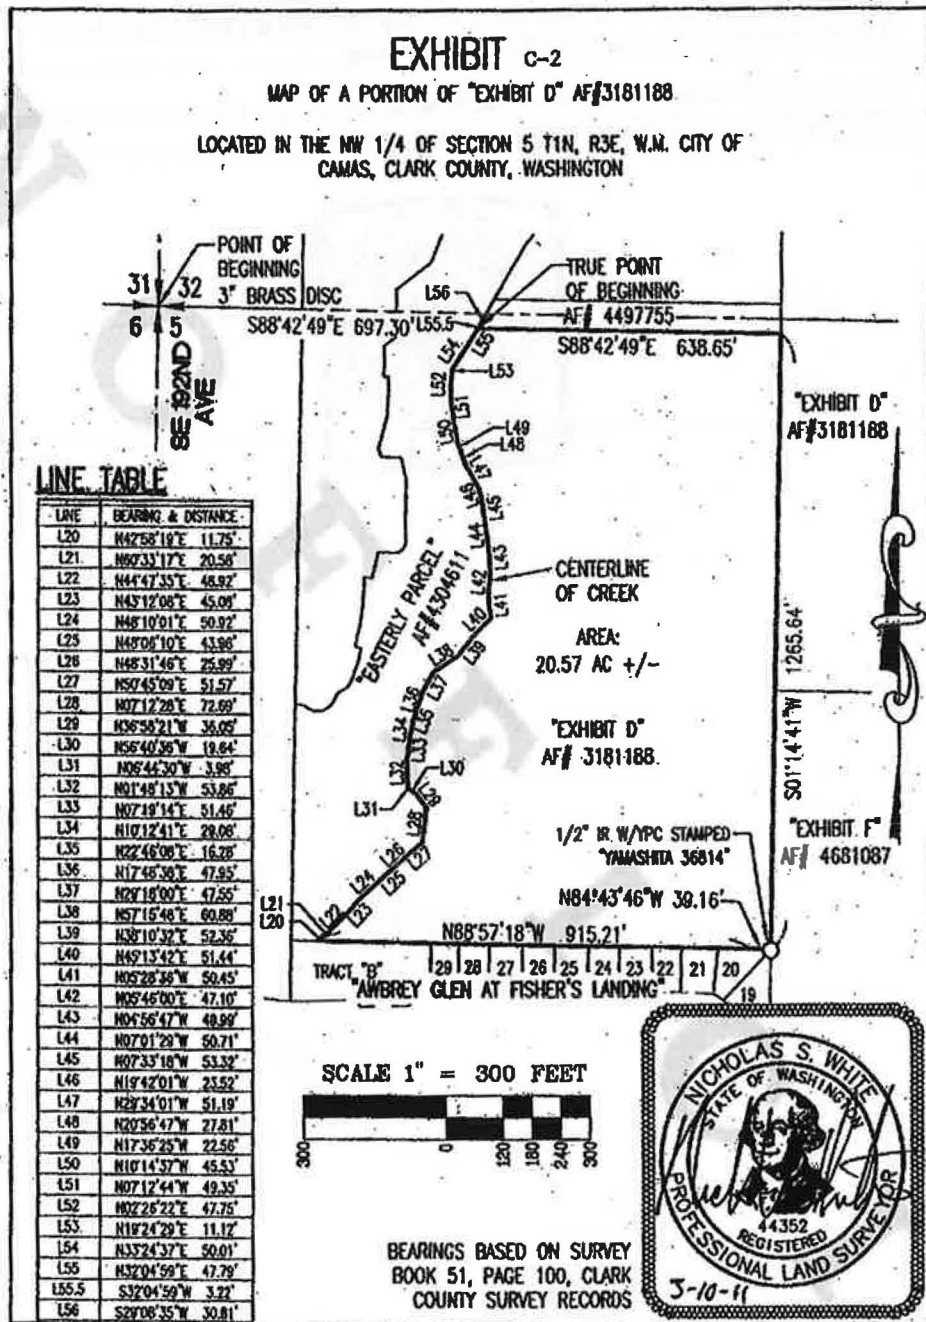 EXHIBIT C-2
MAP OF A PORTION OF "EXHIBIT D" AF#3181188
LOCATED IN THE NW 1/4 OF SECTION 5 T1N, R3E, W.M. CITY OF
CAMAS, CLARK COUNTY, WASHINGTON
POINT OF
BEGINNING
3" BRASS DISC
31 32
6 5
SE 192ND
AVE
S88°42'49"E 697.30'
L56
L55.5
TRUE POINT
OF BEGINNING
AF# 4497755
S88°42'49"E 638.65'
L54
L55
L53
L52
L51
L50
L49
L48
L47
L46
L45
L44
L43
L42
L41
L40
L39
L38
L37
L36
L35
L34
L33
L32
L31
L30
L29
L28
L27
L26
L25
L24
L23
L22
L21
L20
"EXHIBIT D"
AF#3181188
CENTERLINE
OF CREEK
"EASTERLY PARCEL"
AF#4304611
AREA:
20.57 AC +/-
"EXHIBIT D"
AF# 3181188
S01°14'41"W 1265.64'
1/2" IR W/YPC STAMPED
"YAMASHITA 36814"
"EXHIBIT F"
AF# 4681087
N84°43'46"W 39.16'
N88°57'18"W 915.21'
TRACT "B"
29 28 27 26 25 24 23 22 21 20
19
"AWBREY GLEN AT FISHER'S LANDING"
LINE TABLE
LINE BEARING & DISTANCE
L20 N42°58'19"E 11.75'
L21 N60°33'17"E 20.58'
L22 N44°47'35"E 48.92'
L23 N43°12'08"E 45.09'
L24 N48°10'01"E 50.92'
L25 N48°06'10"E 43.96'
L26 N48°31'46"E 25.99'
L27 N50°45'09"E 51.57'
L28 N07°12'28"E 72.69'
L29 N36°58'21"W 36.05'
L30 N56°40'36"W 19.64'
L31 N06°44'30"W 3.98'
L32 N01°48'13"W 53.86'
L33 N07°19'14"E 51.46'
L34 N10°12'41"E 29.06'
L35 N22°46'08"E 16.28'
L36 N17°48'38"E 47.95'
L37 N29°18'00"E 47.55'
L38 N57°15'48"E 60.88'
L39 N38°10'32"E 52.36'
L40 N45°13'42"E 51.44'
L41 N05°28'36"W 50.45'
L42 N05°46'00"E 47.10'
L43 N04°56'47"W 49.99'
L44 N07°01'29"W 50.71'
L45 N07°33'18"W 53.32'
L46 N19°42'01"W 23.52'
L47 N29°34'01"W 51.19'
L48 N20°56'47"W 27.81'
L49 N17°36'25"W 22.56'
L50 N10°14'37"W 45.53'
L51 N07°12'44"W 49.35'
L52 N02°26'22"E 47.75'
L53 N19°24'29"E 11.12'
L54 N33°24'37"E 50.01'
L55 N32°04'59"E 47.79'
L55.5 S32°04'59"W 3.22'
L56 S29°08'35"W 30.81'
SCALE 1" = 300 FEET
300 0 120 180 240 300
BEARINGS BASED ON SURVEY
BOOK 51, PAGE 100, CLARK
COUNTY SURVEY RECORDS
NICHOLAS S. WHITE
STATE OF WASHINGTON
44352
REGISTERED
PROFESSIONAL LAND SURVEYOR
3-10-11